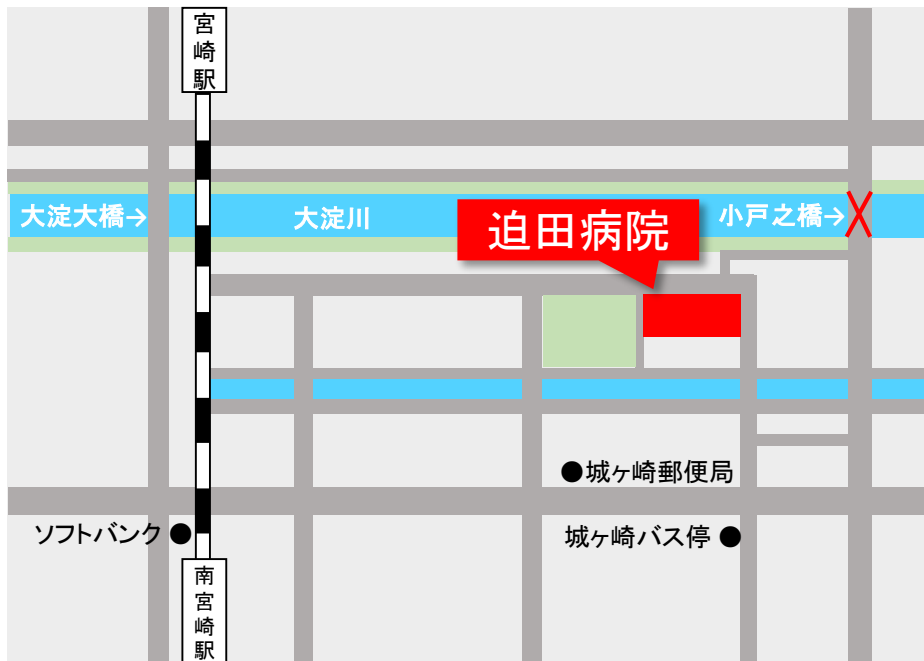 宮崎駅
大淀大橋→
大淀川
迫田病院
小戸之橋→
●城ヶ崎郵便局
ソフトバンク●
城ヶ崎バス停●
南宮崎駅